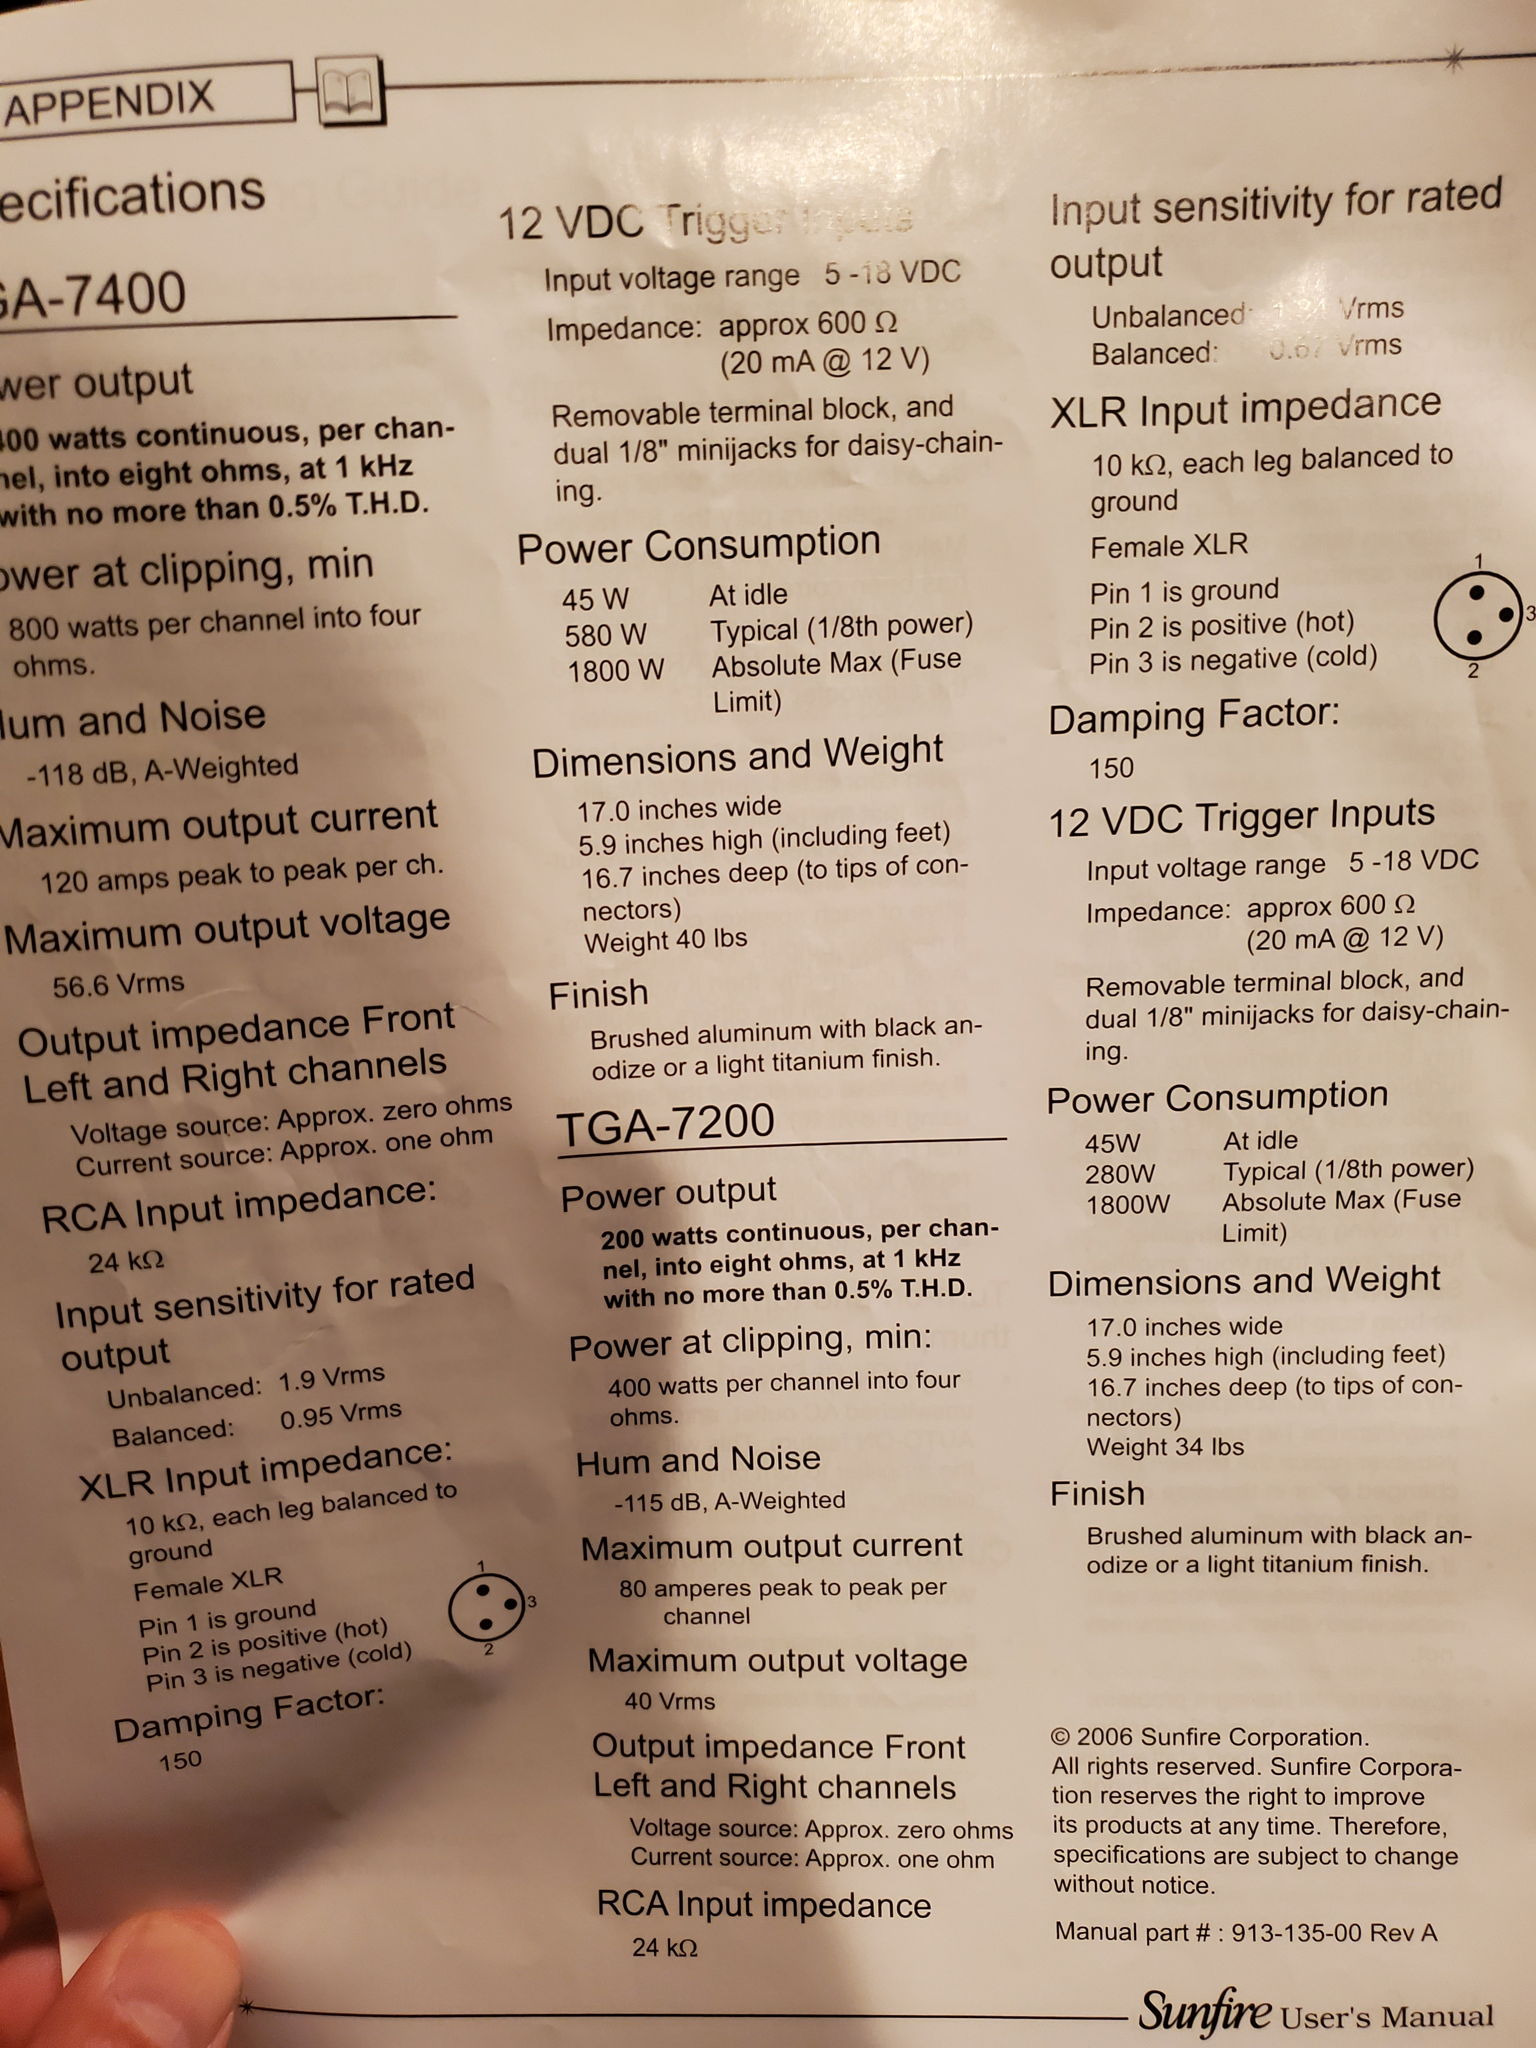 APPENDIX
ecifications
GA-7400
wer output
400 watts continuous, per chan-
nel, into eight ohms, at 1 kHz
with no more than 0.5% T.H.D.
ower at clipping, min
800 watts per channel into four
ohms.
Hum and Noise
-118 dB, A-Weighted
Maximum output current
120 amps peak to peak per ch.
Maximum output voltage
56.6 Vrms
Output impedance Front
Left and Right channels
Voltage source: Approx. zero ohms
Current source: Approx. one ohm
RCA Input impedance:
24 kΩ
Input sensitivity for rated
output
Unbalanced: 1.9 Vrms
Balanced: 0.95 Vrms
XLR Input impedance:
10 kΩ, each leg balanced to
ground
Female XLR
Pin 1 is ground
Pin 2 is positive (hot)
Pin 3 is negative (cold)
1
3
2
Damping Factor:
150
12 VDC Trigger Inputs
Input voltage range 5 -18 VDC
Impedance: approx 600 Ω
(20 mA @ 12 V)
Removable terminal block, and
dual 1/8" minijacks for daisy-chain-
ing.
Power Consumption
45 W At idle
580 W Typical (1/8th power)
1800 W Absolute Max (Fuse
Limit)
Dimensions and Weight
17.0 inches wide
5.9 inches high (including feet)
16.7 inches deep (to tips of con-
nectors)
Weight 40 lbs
Finish
Brushed aluminum with black an-
odize or a light titanium finish.
TGA-7200
Power output
200 watts continuous, per chan-
nel, into eight ohms, at 1 kHz
with no more than 0.5% T.H.D.
Power at clipping, min:
400 watts per channel into four
ohms.
Hum and Noise
-115 dB, A-Weighted
Maximum output current
80 amperes peak to peak per
channel
Maximum output voltage
40 Vrms
Output impedance Front
Left and Right channels
Voltage source: Approx. zero ohms
Current source: Approx. one ohm
RCA Input impedance
24 kΩ
Input sensitivity for rated
output
Unbalanced: Vrms
Balanced: 0.67 Vrms
XLR Input impedance
10 kΩ, each leg balanced to
ground
Female XLR
Pin 1 is ground
Pin 2 is positive (hot)
Pin 3 is negative (cold)
1
3
2
Damping Factor:
150
12 VDC Trigger Inputs
Input voltage range 5 -18 VDC
Impedance: approx 600 Ω
(20 mA @ 12 V)
Removable terminal block, and
dual 1/8" minijacks for daisy-chain-
ing.
Power Consumption
45W At idle
280W Typical (1/8th power)
1800W Absolute Max (Fuse
Limit)
Dimensions and Weight
17.0 inches wide
5.9 inches high (including feet)
16.7 inches deep (to tips of con-
nectors)
Weight 34 lbs
Finish
Brushed aluminum with black an-
odize or a light titanium finish.
© 2006 Sunfire Corporation.
All rights reserved. Sunfire Corpora-
tion reserves the right to improve
its products at any time. Therefore,
specifications are subject to change
without notice.
Manual part # : 913-135-00 Rev A
Sunfire User's Manual